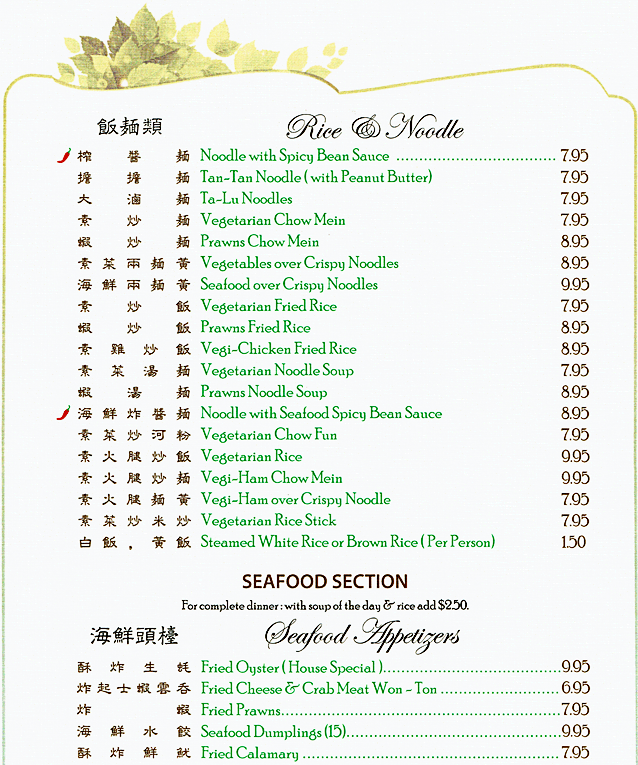 飯麵類 Rice & Noodle
榨醬麵 Noodle with Spicy Bean Sauce ................................ 7.95
擔擔麵 Tan-Tan Noodle ( with Peanut Butter) 7.95
大滷麵 Ta-Lu Noodles 7.95
素炒麵 Vegetarian Chow Mein 7.95
蝦炒麵 Prawns Chow Mein 8.95
素菜兩麵黃 Vegetables over Crispy Noodles 8.95
海鮮兩麵黃 Seafood over Crispy Noodles 9.95
素炒飯 Vegetarian Fried Rice 7.95
蝦炒飯 Prawns Fried Rice 8.95
素雞炒飯 Vegi-Chicken Fried Rice 8.95
素菜湯麵 Vegetarian Noodle Soup 7.95
蝦湯麵 Prawns Noodle Soup 8.95
海鮮炸醬麵 Noodle with Seafood Spicy Bean Sauce 8.95
素菜炒河粉 Vegetarian Chow Fun 7.95
素火腿炒飯 Vegetarian Rice 9.95
素火腿炒麵 Vegi-Ham Chow Mein 9.95
素火腿麵黃 Vegi-Ham over Crispy Noodle 7.95
素菜炒米炒 Vegetarian Rice Stick 7.95
白飯,黃飯 Steamed White Rice or Brown Rice ( Per Person) 1.50
SEAFOOD SECTION
For complete dinner : with soup of the day & rice add $2.50.
海鮮頭檯 Seafood Appetizers
酥炸生蚝 Fried Oyster ( House Special )................................... 9.95
炸起士蝦雲吞 Fried Cheese & Crab Meat Won - Ton ........................ 6.95
炸蝦 Fried Prawns........................................................ 7.95
海鮮水餃 Seafood Dumplings (15)........................................... 9.95
酥炸鮮魷 Fried Calamary .................................................... 7.95